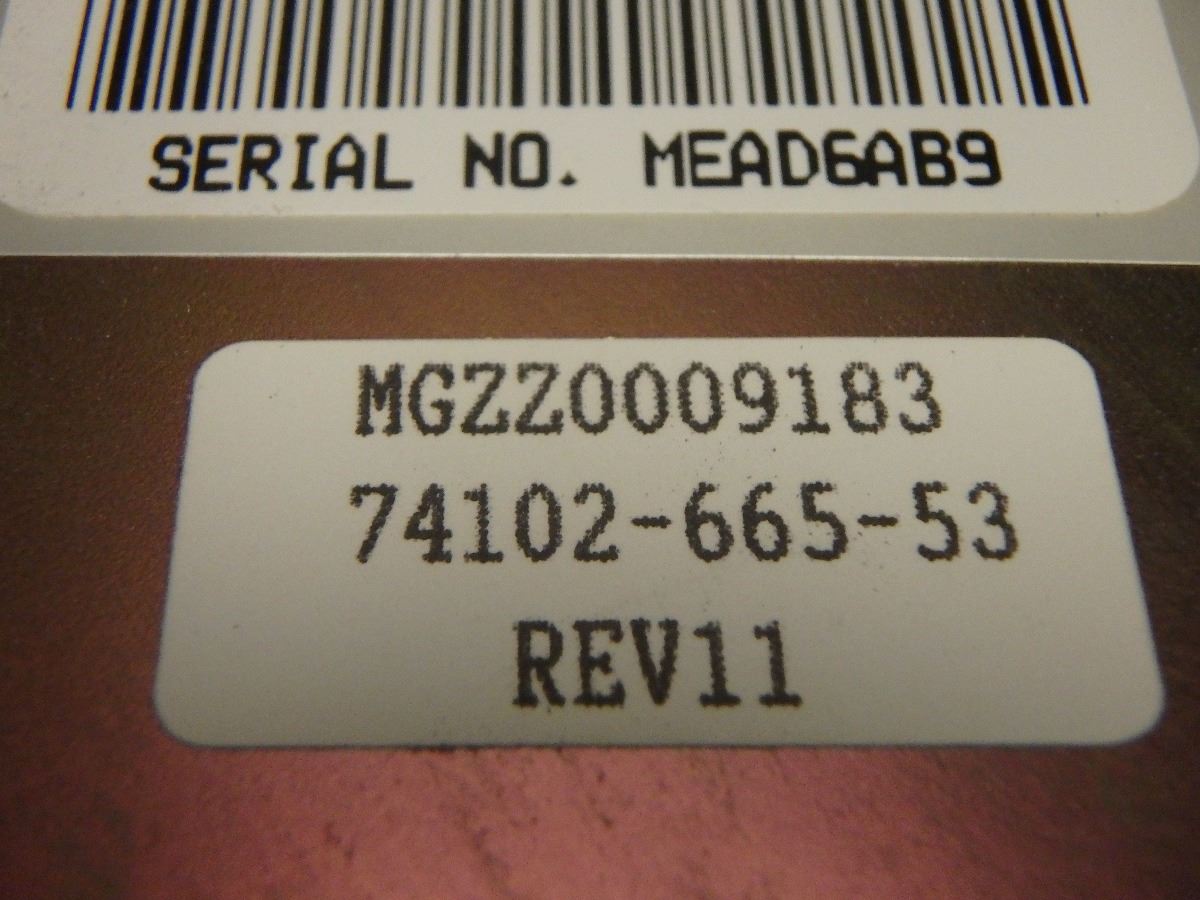 SERIAL NO. MEAD6AB9
MGZZ0009183
74102-665-53
REV11